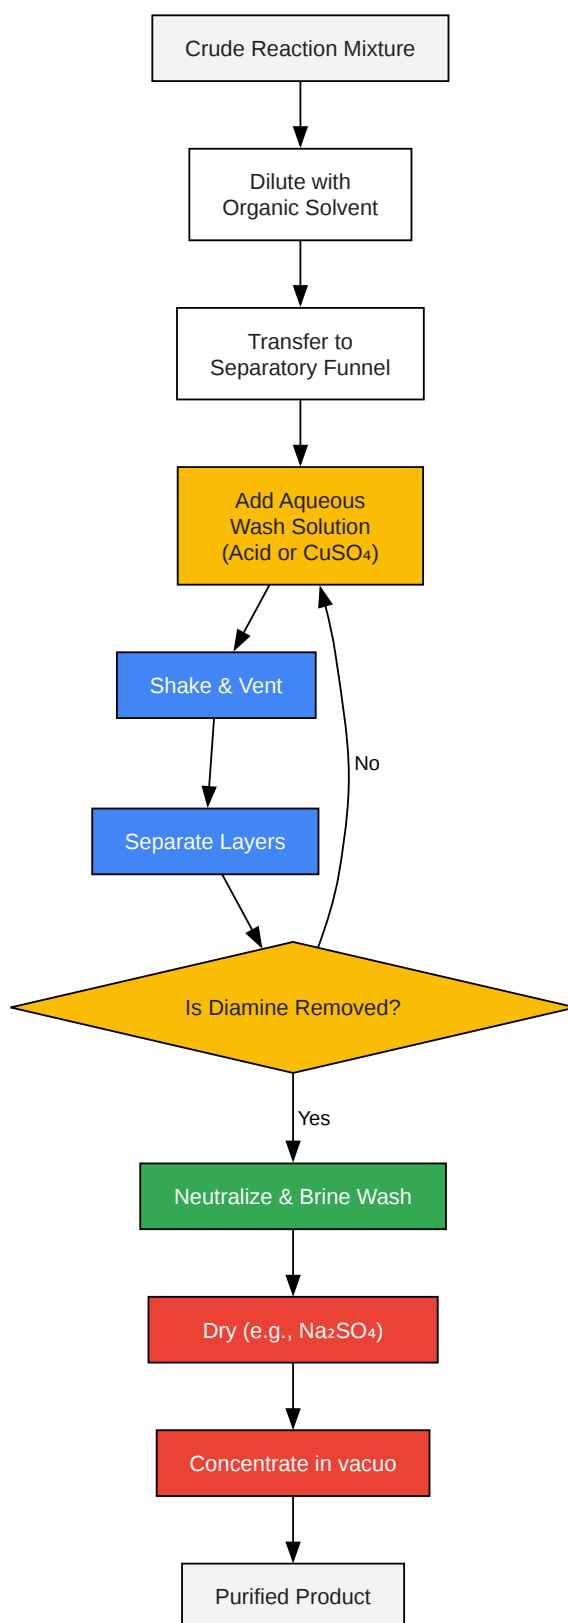 Crude Reaction Mixture
Dilute with
Organic Solvent
Transfer to
Separatory Funnel
Add Aqueous
Wash Solution
(Acid or CuSO₄)
Shake & Vent
No
Separate Layers
Is Diamine Removed?
Yes
Neutralize & Brine Wash
Dry (e.g., Na₂SO₄)
Concentrate in vacuo
Purified Product